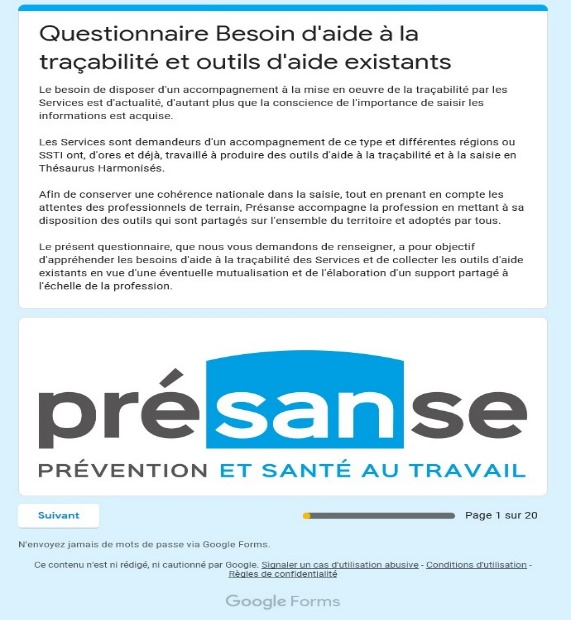 Questionnaire Besoin d'aide à la
traçabilité et outils d'aide existants
Le besoin de disposer d'un accompagnement à la mise en oeuvre de la traçabilité par les
Services est d'actualité, d'autant plus que la conscience de l'importance de saisir les
informations est acquise.
Les Services sont demandeurs d'un accompagnement de ce type et différentes régions ou
SSTI ont, d'ores et déjà, travaillé à produire des outils d'aide à la traçabilité et à la saisie en
Thésaurus Harmonisés.
Afin de conserver une cohérence nationale dans la saisie, tout en prenant en compte les
attentes des professionnels de terrain, Présanse accompagne la profession en mettant à sa
disposition des outils qui sont partagés sur l'ensemble du territoire et adoptés par tous.
Le présent questionnaire, que nous vous demandons de renseigner, a pour objectif
d'appréhender les besoins d'aide à la traçabilité des Services et de collecter les outils d'aide
existants en vue d'une éventuelle mutualisation et de l'élaboration d'un support partagé à
l'échelle de la profession.
présanse
PRÉVENTION ET SANTÉ AU TRAVAIL
Suivant
Page 1 sur 20
N'envoyez jamais de mots de passe via Google Forms.
Ce contenu n'est ni rédigé, ni cautionné par Google. Signaler un cas d'utilisation abusive - Conditions d'utilisation -
Règles de confidentialité
Google Forms